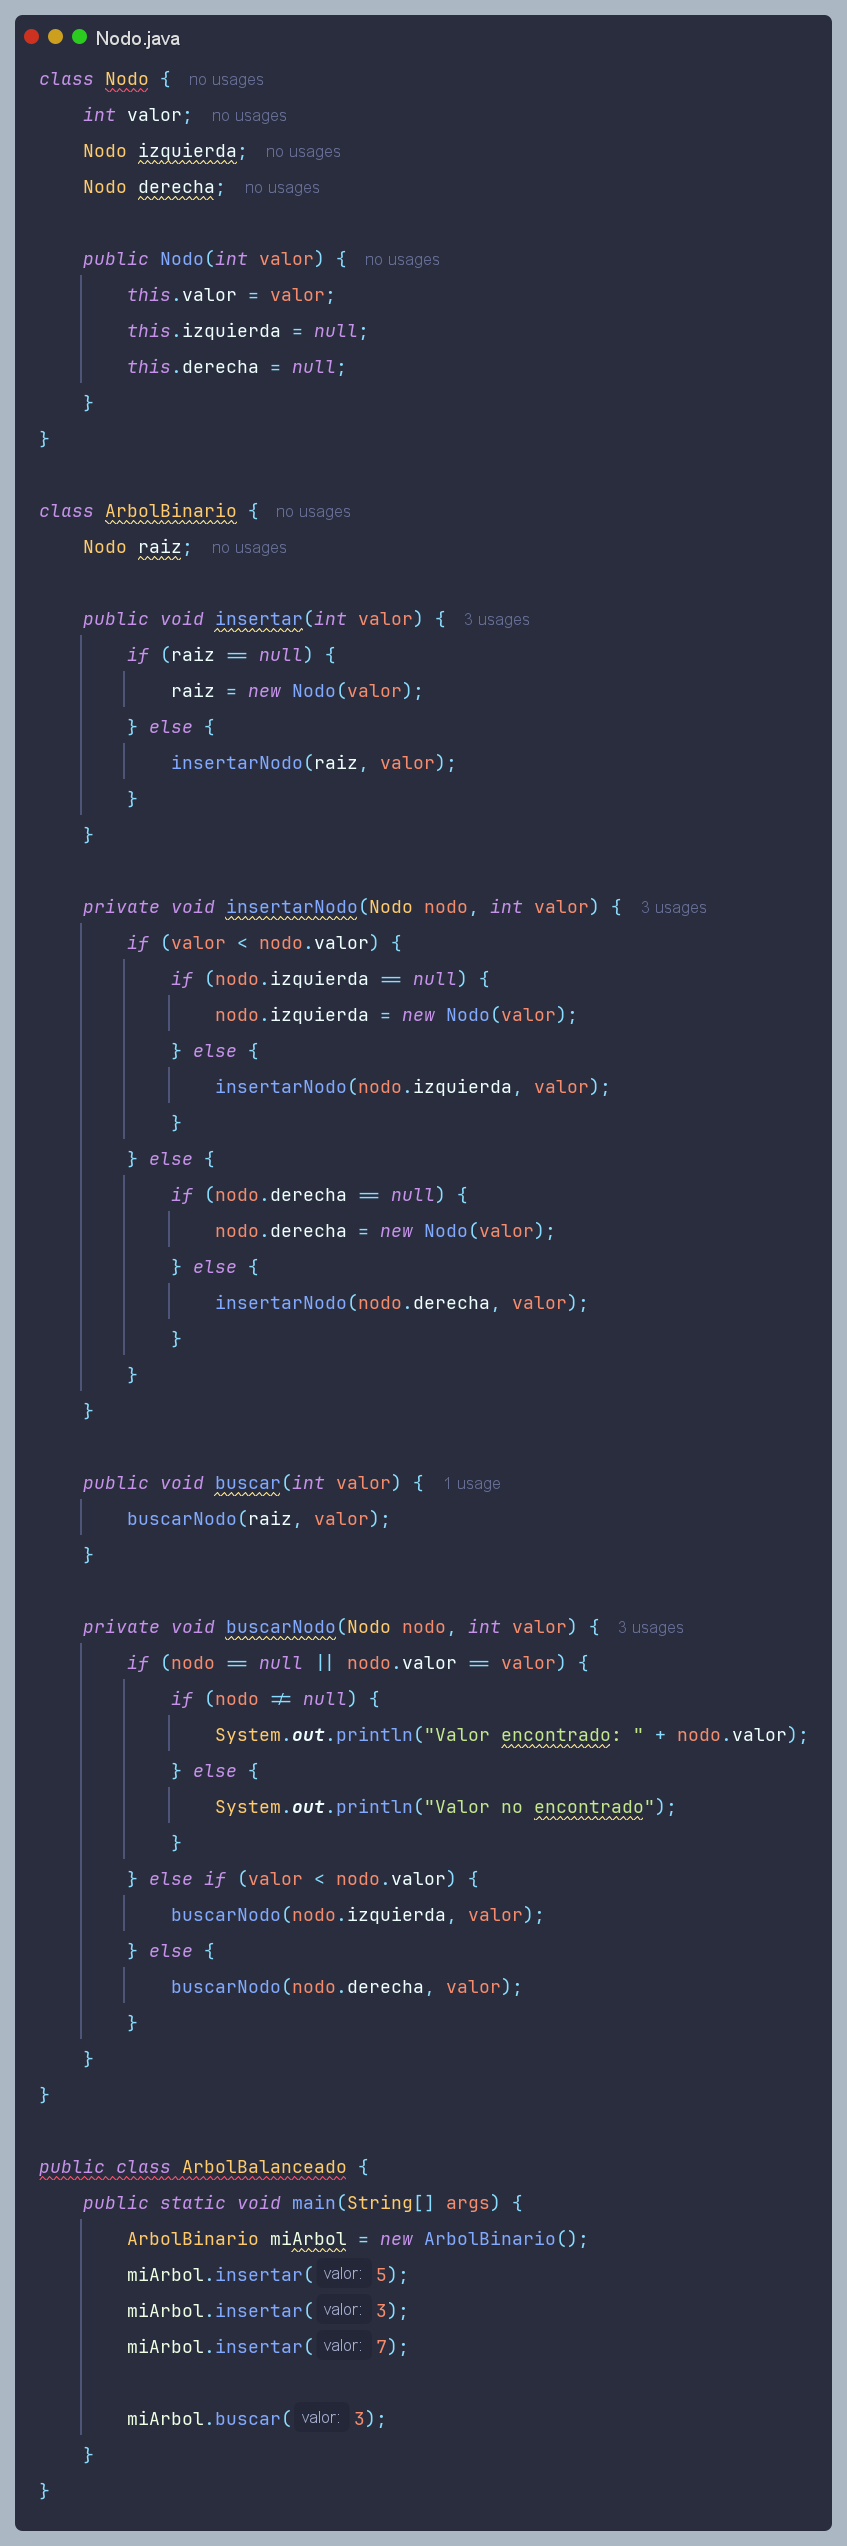 Nodo.java
class Nodo {  no usages
    int valor;  no usages
    Nodo izquierda;  no usages
    Nodo derecha;  no usages

    public Nodo(int valor) {  no usages
        this.valor = valor;
        this.izquierda = null;
        this.derecha = null;
    }
}

class ArbolBinario {  no usages
    Nodo raiz;  no usages

    public void insertar(int valor) {  3 usages
        if (raiz == null) {
            raiz = new Nodo(valor);
        } else {
            insertarNodo(raiz, valor);
        }
    }

    private void insertarNodo(Nodo nodo, int valor) {  3 usages
        if (valor < nodo.valor) {
            if (nodo.izquierda == null) {
                nodo.izquierda = new Nodo(valor);
            } else {
                insertarNodo(nodo.izquierda, valor);
            }
        } else {
            if (nodo.derecha == null) {
                nodo.derecha = new Nodo(valor);
            } else {
                insertarNodo(nodo.derecha, valor);
            }
        }
    }

    public void buscar(int valor) {  1 usage
        buscarNodo(raiz, valor);
    }

    private void buscarNodo(Nodo nodo, int valor) {  3 usages
        if (nodo == null || nodo.valor == valor) {
            if (nodo != null) {
                System.out.println("Valor encontrado: " + nodo.valor);
            } else {
                System.out.println("Valor no encontrado");
            }
        } else if (valor < nodo.valor) {
            buscarNodo(nodo.izquierda, valor);
        } else {
            buscarNodo(nodo.derecha, valor);
        }
    }
}

public class ArbolBalanceado {
    public static void main(String[] args) {
        ArbolBinario miArbol = new ArbolBinario();
        miArbol.insertar( valor: 5);
        miArbol.insertar( valor: 3);
        miArbol.insertar( valor: 7);

        miArbol.buscar( valor: 3);
    }
}